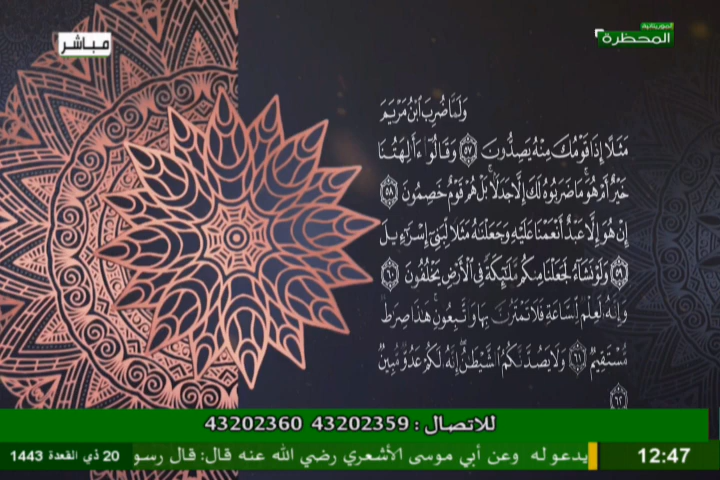 مباشر
الموريتانية
المحظرة
وَلَمَّا ضُرِبَ ابْنُ مَرْيَمَ
مَثَلًا إِذَا قَوْمُكَ مِنْهُ يَصُدُّونَ ٥٧ وَقَالُوا ءَأَٰلِهَتُنَا
خَيْرٌ أَمْ هُوَ مَا ضَرَبُوهُ لَكَ إِلَّا جَدَلًا بَلْ هُمْ قَوْمٌ خَصِمُونَ ٥٨
إِنْ هُوَ إِلَّا عَبْدٌ أَنْعَمْنَا عَلَيْهِ وَجَعَلْنَٰهُ مَثَلًا لِّبَنِي إِسْرَٰٓءِيلَ
٥٩ وَلَوْ نَشَآءُ لَجَعَلْنَا مِنكُم مَّلَٰٓئِكَةً فِي الْأَرْضِ يَخْلُفُونَ ٦٠
وَإِنَّهُ لَعِلْمٌ لِّلسَّاعَةِ فَلَا تَمْتَرُنَّ بِهَا وَاتَّبِعُونِ هَٰذَا صِرَٰطٌ
مُّسْتَقِيمٌ ٦١ وَلَا يَصُدَّنَّكُمُ الشَّيْطَٰنُ إِنَّهُ لَكُمْ عَدُوٌّ مُّبِينٌ
٦٢
للاتصال : 43202359 43202360
12:47 يدعو له وعن أبي موسى الأشعري رضي الله عنه قال: قال رسو 20 ذي القعدة 1443